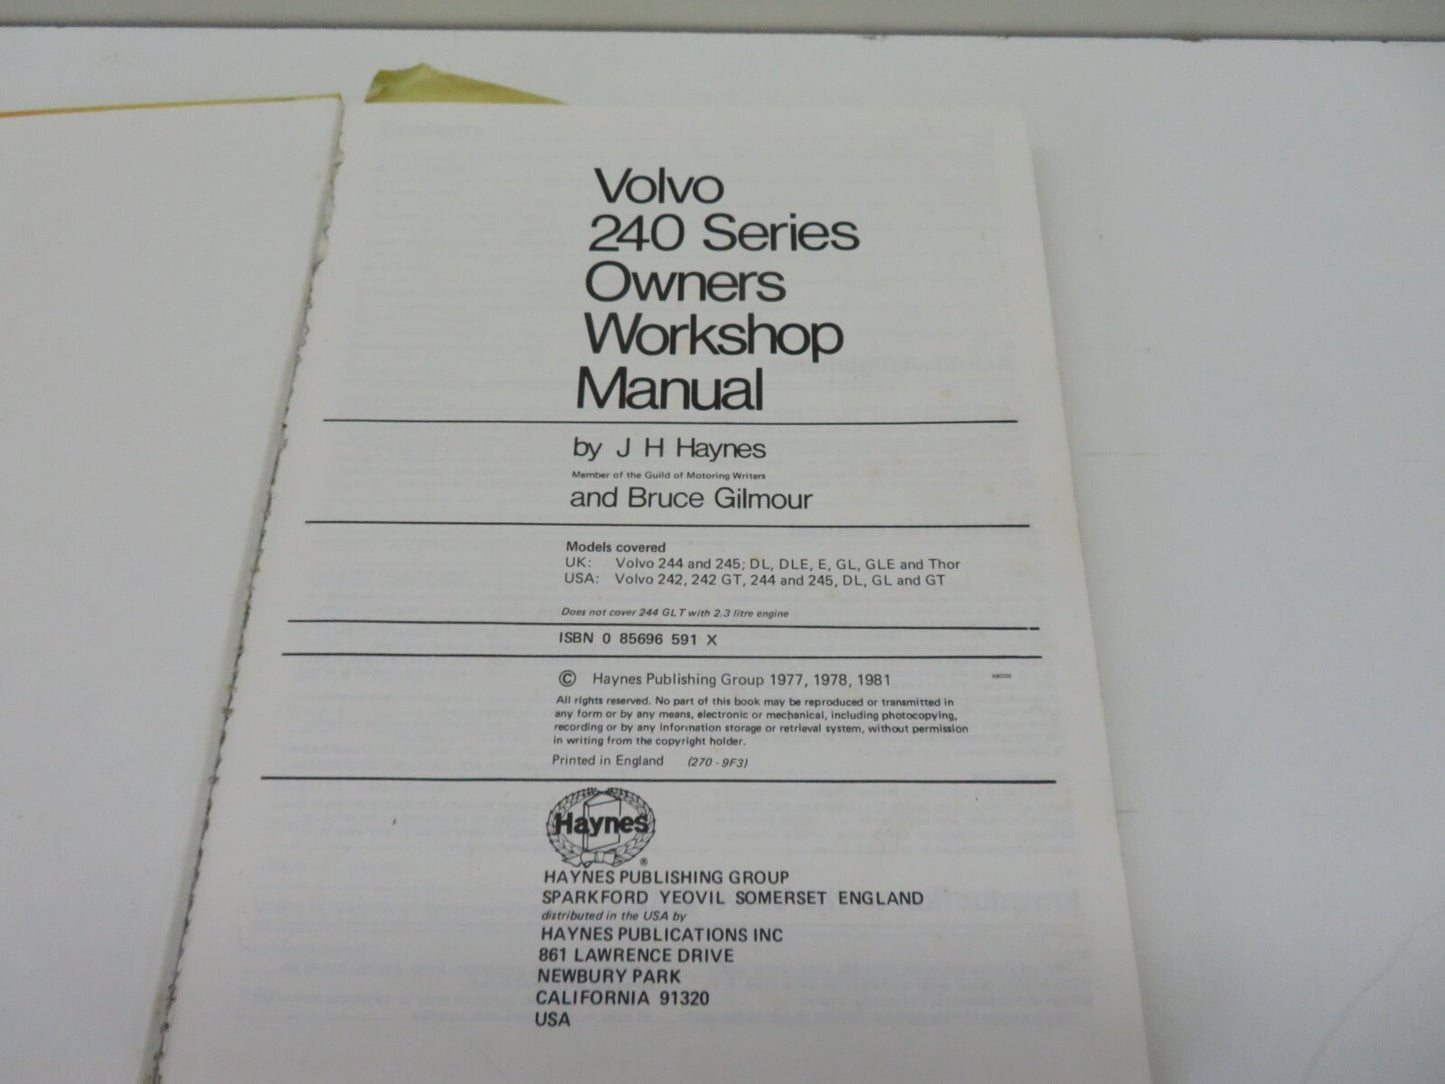 Volvo
240 Series
Owners
Workshop
Manual
by J H Haynes
Member of the Guild of Motoring Writers
and Bruce Gilmour
Models covered
UK: Volvo 244 and 245; DL, DLE, E, GL, GLE and Thor
USA: Volvo 242, 242 GT, 244 and 245, DL, GL and GT
Does not cover 244 GLT with 2.3 litre engine
ISBN 0 85696 591 X
© Haynes Publishing Group 1977, 1978, 1981
ABCDE
All rights reserved. No part of this book may be reproduced or transmitted in
any form or by any means, electronic or mechanical, including photocopying,
recording or by any information storage or retrieval system, without permission
in writing from the copyright holder.
Printed in England (270 - 9F3)
Haynes
®
HAYNES PUBLISHING GROUP
SPARKFORD YEOVIL SOMERSET ENGLAND
distributed in the USA by
HAYNES PUBLICATIONS INC
861 LAWRENCE DRIVE
NEWBURY PARK
CALIFORNIA 91320
USA